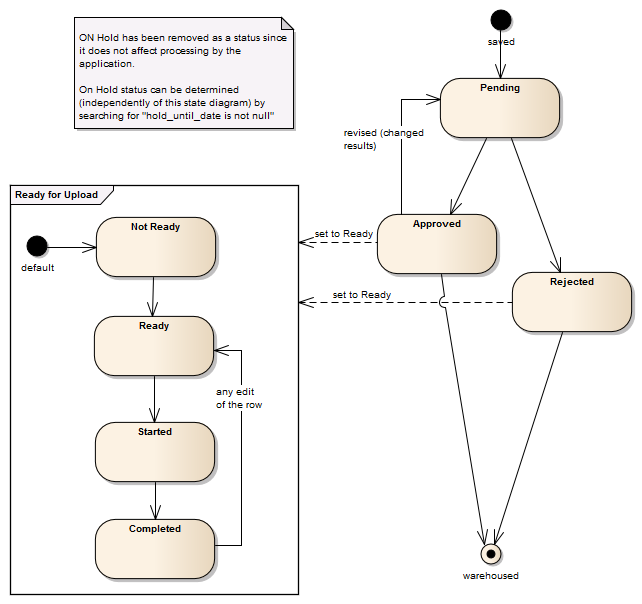 ON Hold has been removed as a status since
it does not affect processing by the
application.
On Hold status can be determined
(independently of this state diagram) by
searching for "hold_until_date is not null"
saved
Pending
revised (changed
results)
Ready for Upload
Not Ready
default
set to Ready
Approved
Rejected
set to Ready
Ready
any edit
of the row
Started
Completed
warehoused